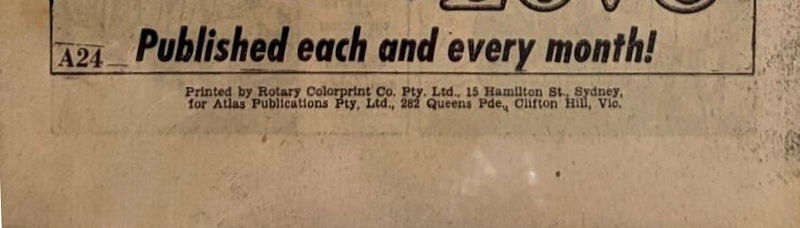 A24 Published each and every month!
Printed by Rotary Colorprint Co. Pty. Ltd., 15 Hamilton St., Sydney,
for Atlas Publications Pty. Ltd., 282 Queens Pde., Clifton Hill, Vic.